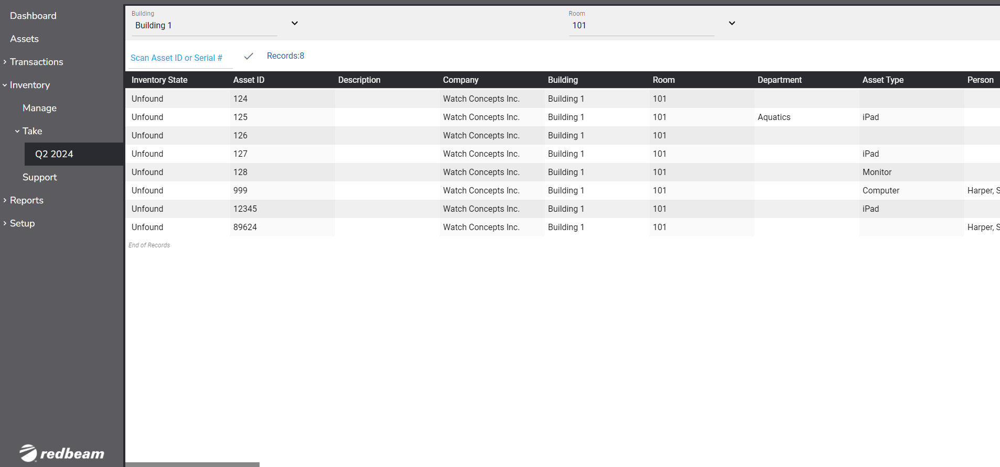 Dashboard
Assets
Transactions
Inventory
Manage
Take
Q2 2024
Support
Reports
Setup
redbeam
Building Room
Building 1 101
Scan Asset ID or Serial # Records:8
Inventory State Asset ID Description Company Building Room Department Asset Type Person
Unfound 124 Watch Concepts Inc. Building 1 101
Unfound 125 Watch Concepts Inc. Building 1 101 Aquatics iPad
Unfound 126 Watch Concepts Inc. Building 1 101
Unfound 127 Watch Concepts Inc. Building 1 101 iPad
Unfound 128 Watch Concepts Inc. Building 1 101 Monitor
Unfound 999 Watch Concepts Inc. Building 1 101 Computer Harper, S
Unfound 12345 Watch Concepts Inc. Building 1 101 iPad
Unfound 89624 Watch Concepts Inc. Building 1 101 Harper, S
End of Records